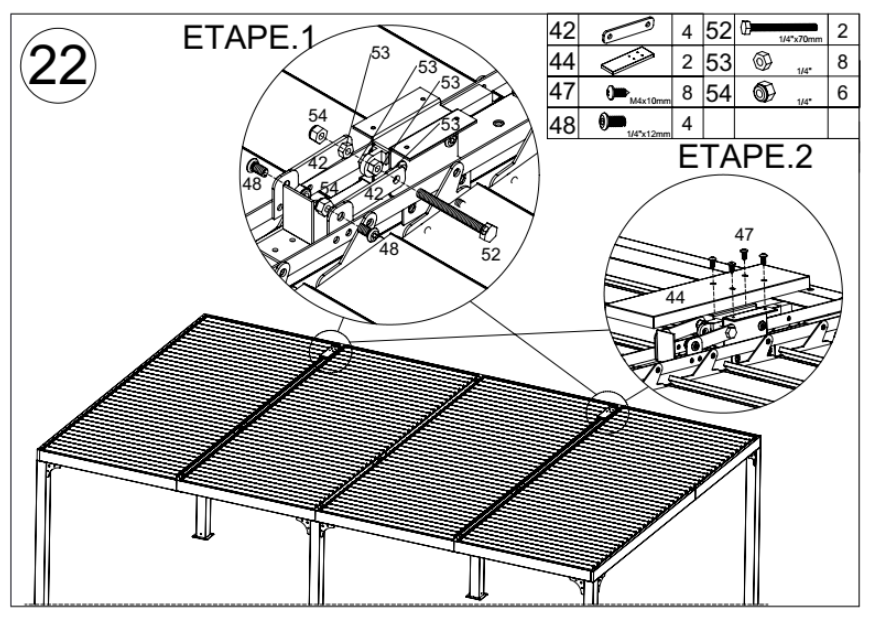 22
ETAPE.1
42 4 52 1/4"x70mm 2
44 2 53 1/4" 8
47 M4x10mm 8 54 1/4" 6
48 1/4"x12mm 4
ETAPE.2
53
53
53
54
53
42
48
54
42
48
52
47
44